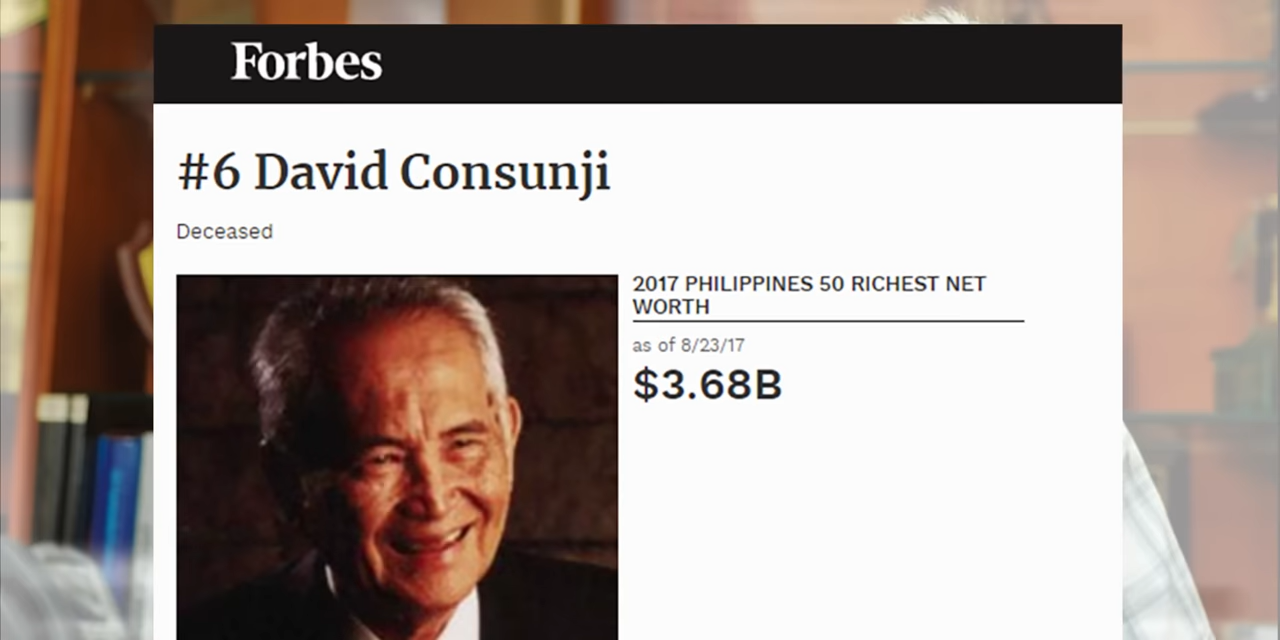 Forbes
#6 David Consunji
Deceased
2017 PHILIPPINES 50 RICHEST NET
WORTH
as of 8/23/17
$3.68B